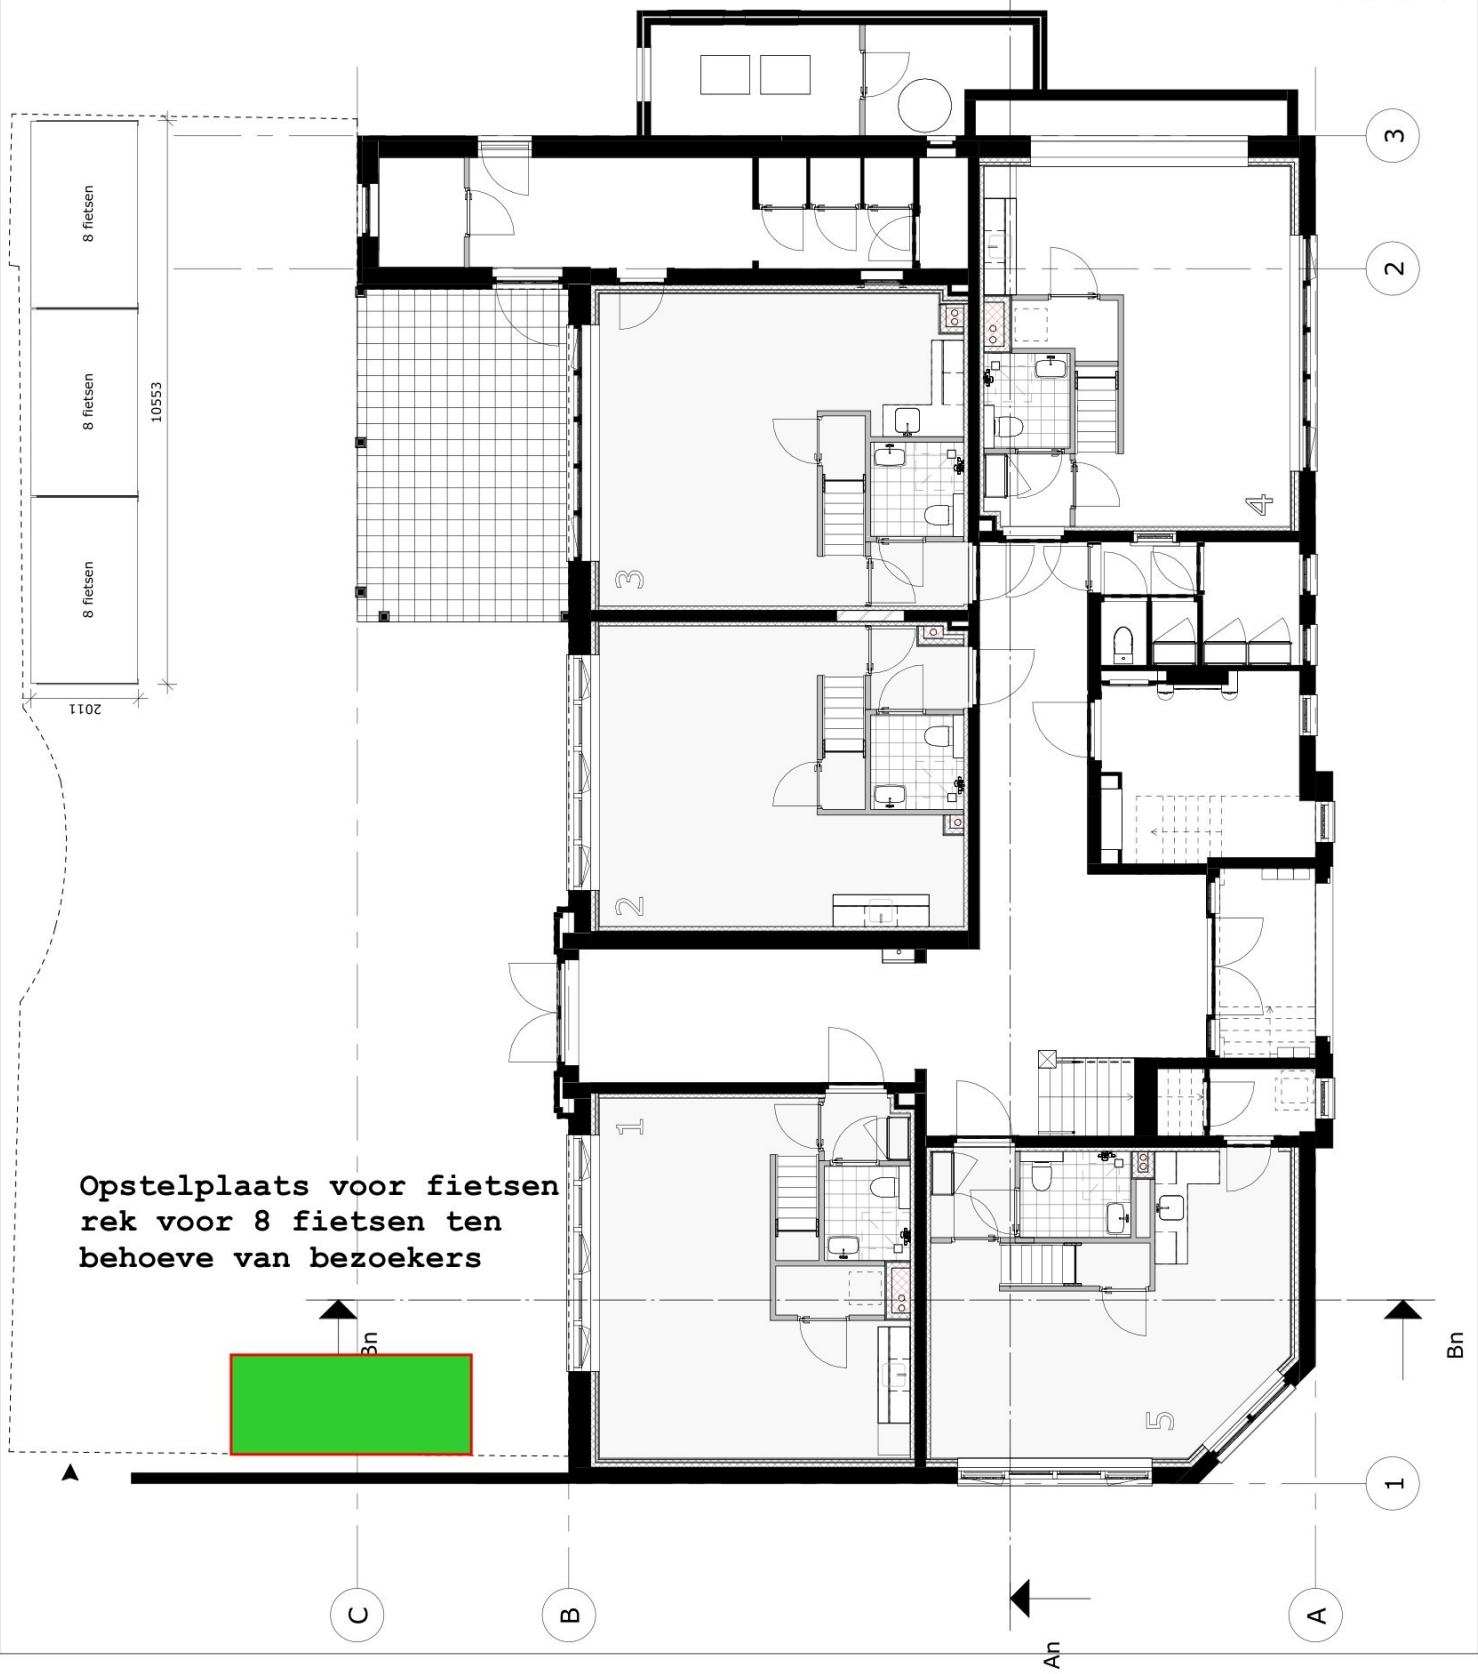 8 fietsen
8 fietsen
8 fietsen
10553
2011
3
2
4
3
2
1
5
Opstelplaats voor fietsen
rek voor 8 fietsen ten
behoeve van bezoekers
Bn
Bn
1
C
B
A
An